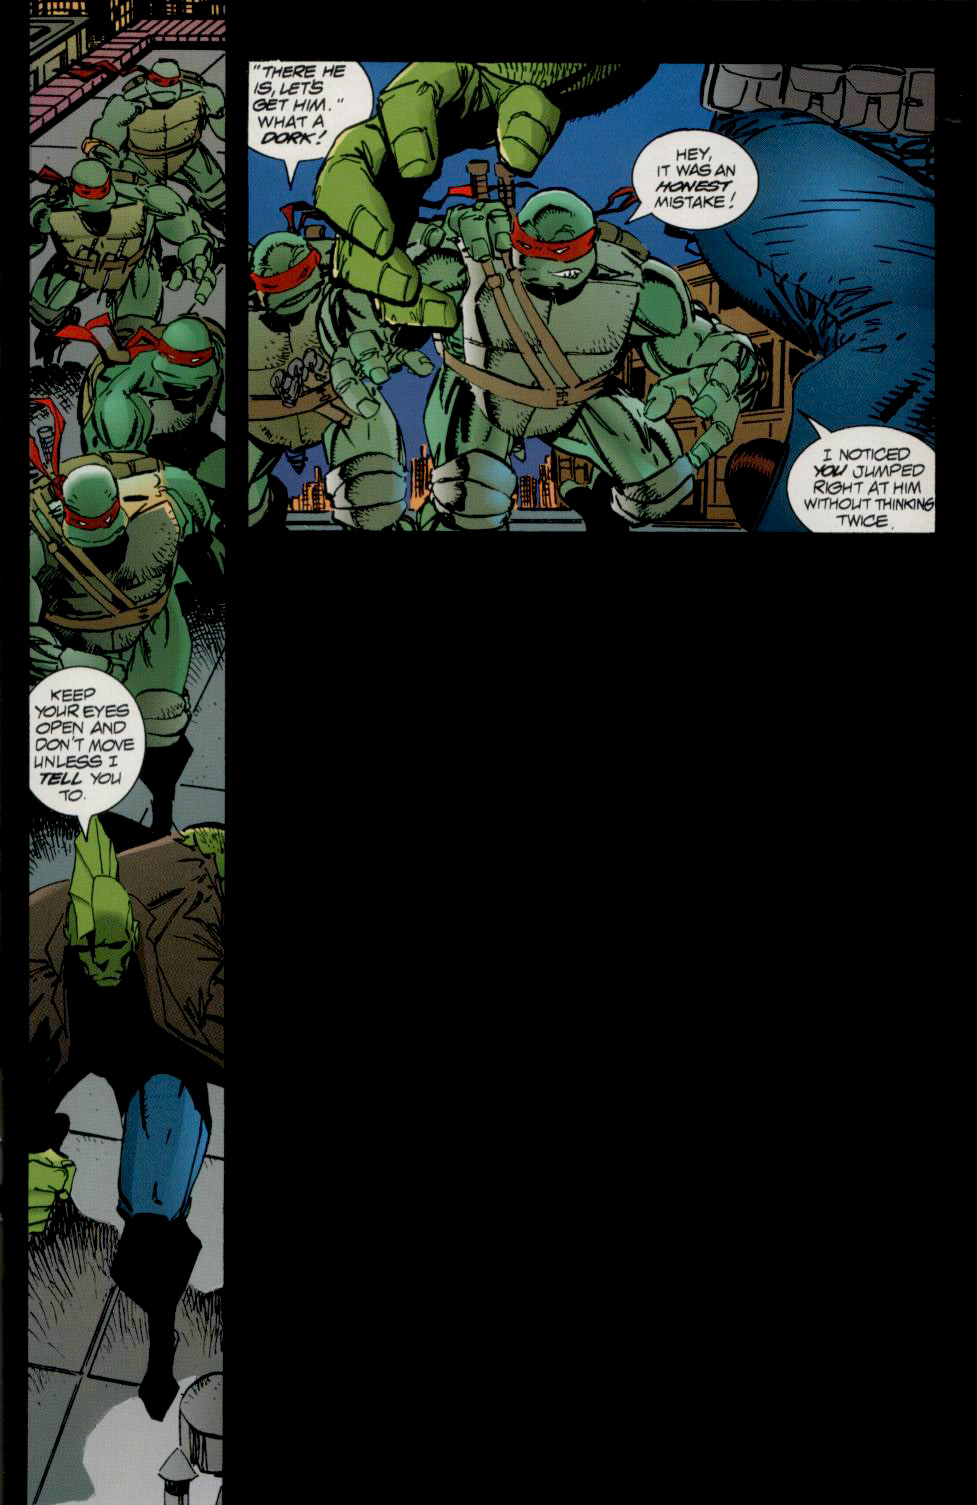 KEEP
YOUR EYES
OPEN AND
DON'T MOVE
UNLESS I
TELL YOU
TO.
"THERE HE
IS, LET'S
GET HIM."
WHAT A
DORK!
HEY,
IT WAS AN
HONEST
MISTAKE!
I NOTICED
YOU JUMPED
RIGHT AT HIM
WITHOUT THINKING
TWICE.